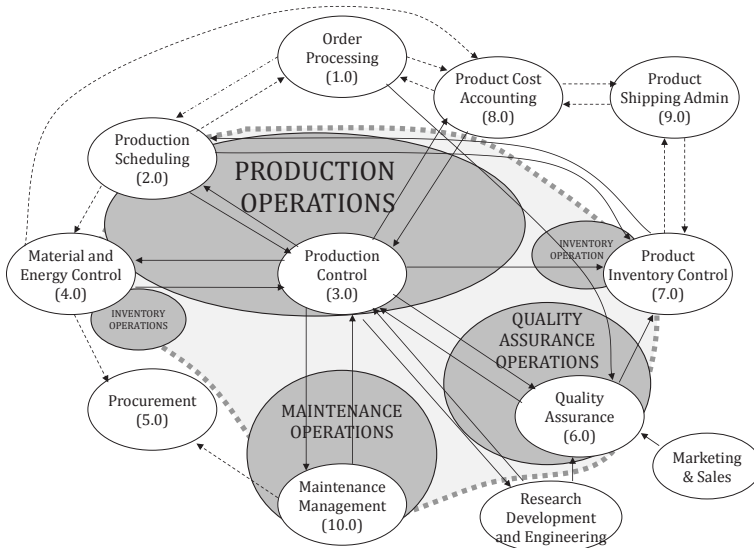 Order
Processing
(1.0)
Product Cost
Accounting
(8.0)
Product
Shipping Admin
(9.0)
Production
Scheduling
(2.0)
PRODUCTION
OPERATIONS
Material and
Energy Control
(4.0)
Production
Control
(3.0)
INVENTORY
OPERATION
Product
Inventory Control
(7.0)
INVENTORY
OPERATIONS
QUALITY
ASSURANCE
OPERATIONS
Procurement
(5.0)
MAINTENANCE
OPERATIONS
Quality
Assurance
(6.0)
Marketing
& Sales
Maintenance
Management
(10.0)
Research
Development
and Engineering